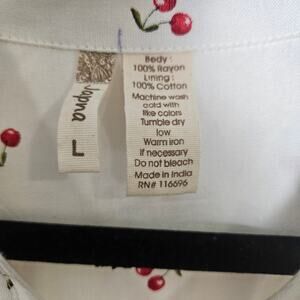 Japna
L
Body:
100% Rayon
Lining:
100% Cotton
Machine wash
cold with
like colors
Tumble dry
low
Warm iron
if necessary
Do not bleach
Made in India
RN# 116696